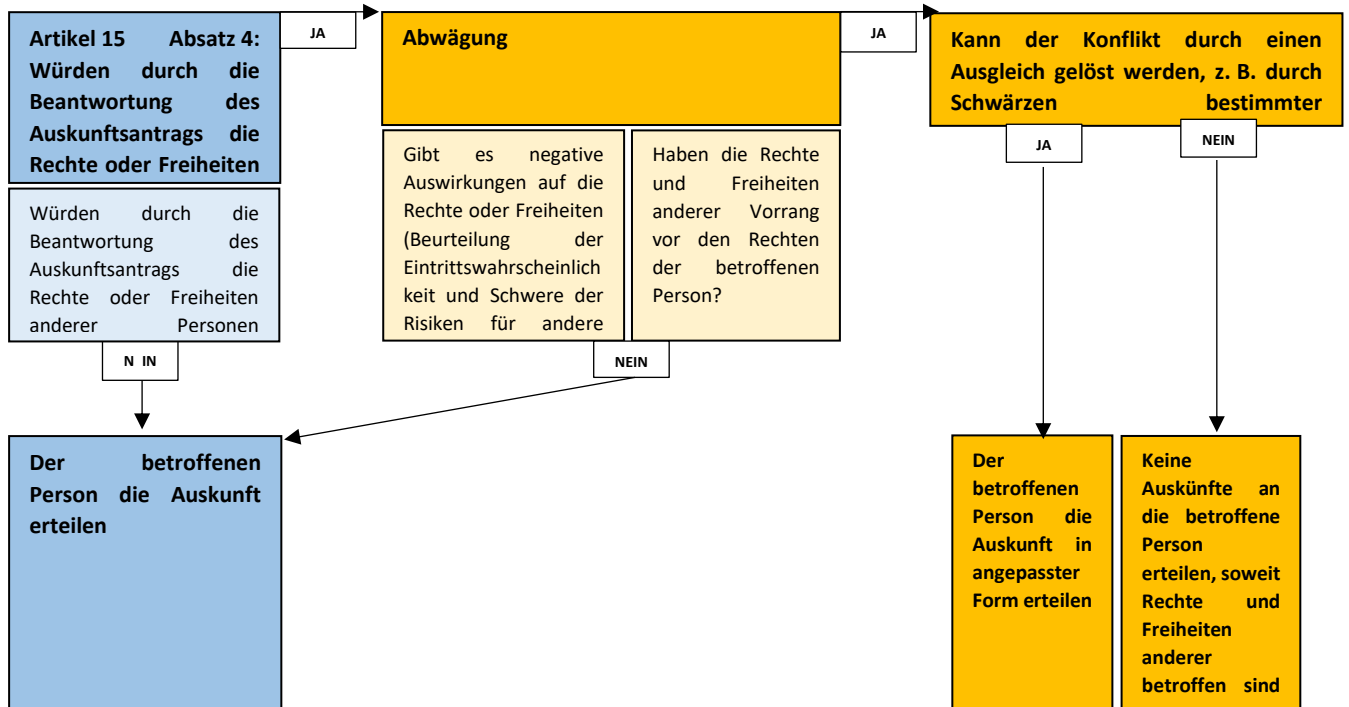 Artikel 15 Absatz 4:
Würden durch die
Beantwortung des
Auskunftsantrags die
Rechte oder Freiheiten
JA
Würden durch die
Beantwortung des
Auskunftsantrags die
Rechte oder Freiheiten
anderer Personen
N IN
Abwägung
JA
Gibt es negative
Auswirkungen auf die
Rechte oder Freiheiten
(Beurteilung der
Eintrittswahrscheinlich
keit und Schwere der
Risiken für andere
Haben die Rechte
und Freiheiten
anderer Vorrang
vor den Rechten
der betroffenen
Person?
NEIN
Kann der Konflikt durch einen
Ausgleich gelöst werden, z. B. durch
Schwärzen bestimmter
JA
NEIN
Der betroffenen
Person die Auskunft
erteilen
Der
betroffenen
Person die
Auskunft in
angepasster
Form erteilen
Keine
Auskünfte an
die betroffene
Person
erteilen, soweit
Rechte und
Freiheiten
anderer
betroffen sind